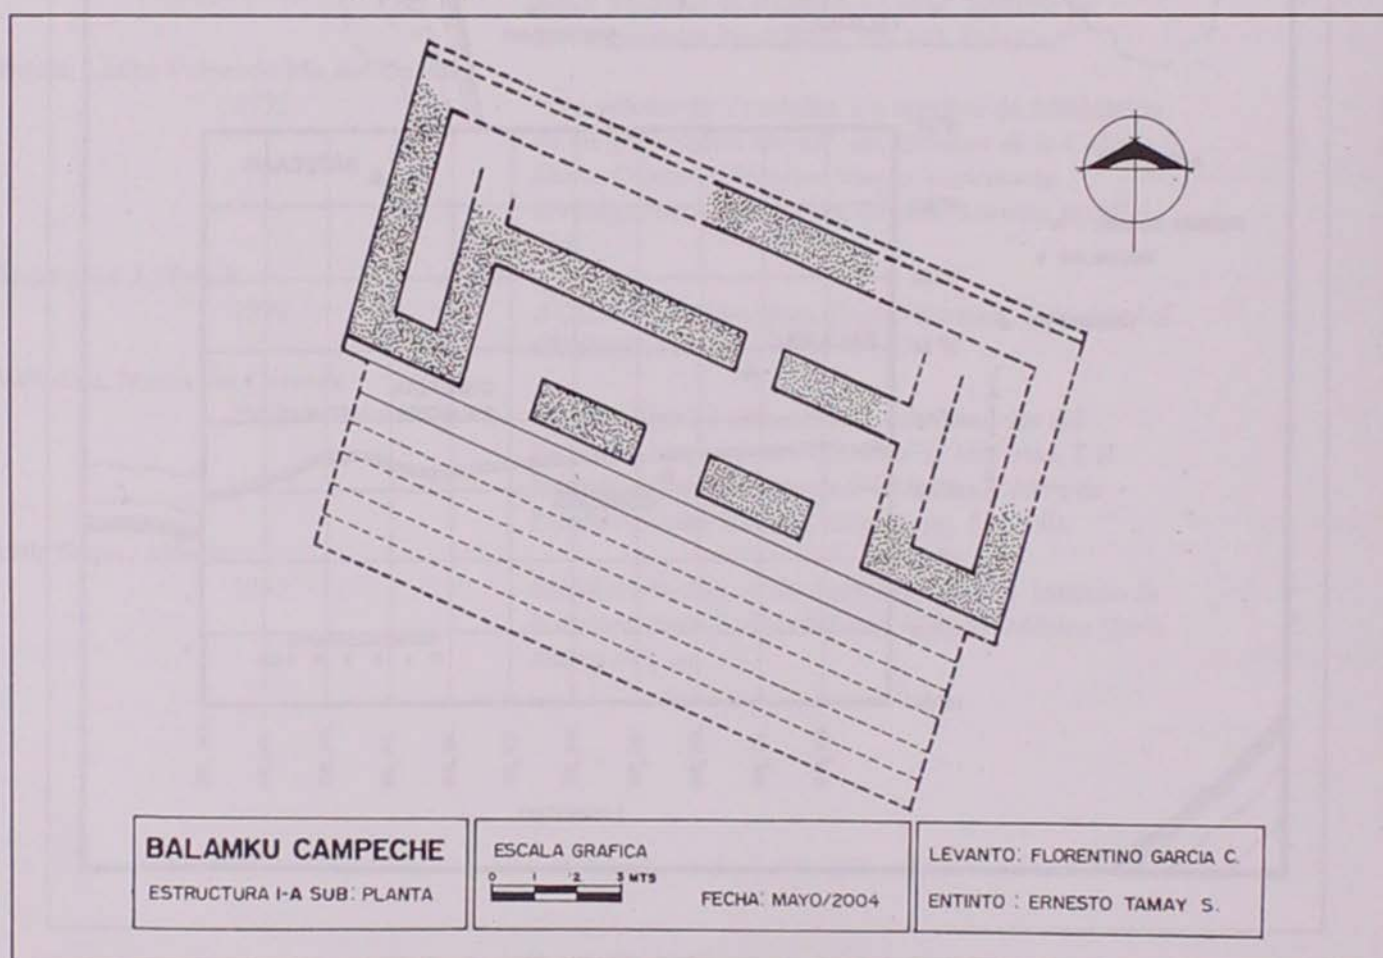 BALAMKU CAMPECHE
ESTRUCTURA I-A SUB: PLANTA
ESCALA GRAFICA
0 1 2 3 MTS
FECHA: MAYO/2004
LEVANTO: FLORENTINO GARCIA C.
ENTINTO : ERNESTO TAMAY S.